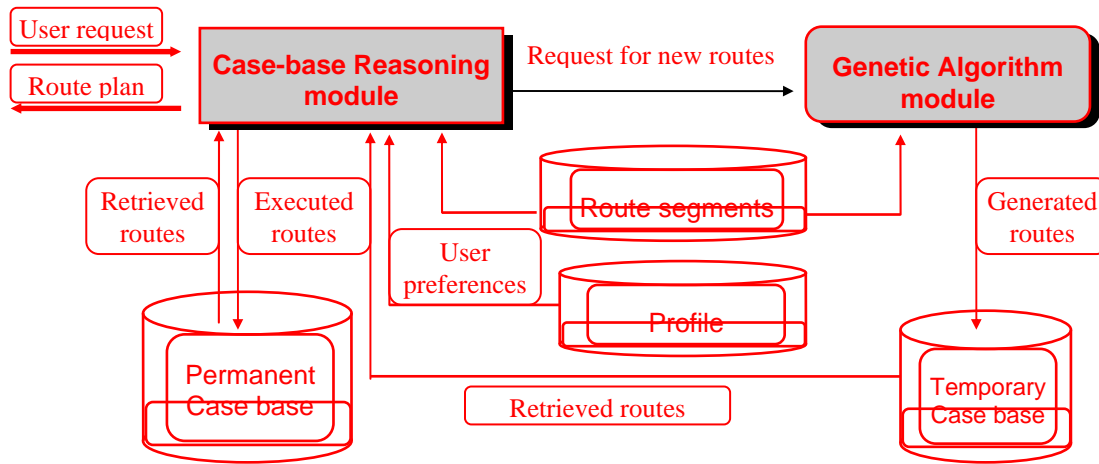 User request
Route plan
Case-base Reasoning
module
Request for new routes
Genetic Algorithm
module
Retrieved
routes
Executed
routes
Route segments
Generated
routes
User
preferences
Profile
Permanent
Case base
Retrieved routes
Temporary
Case base